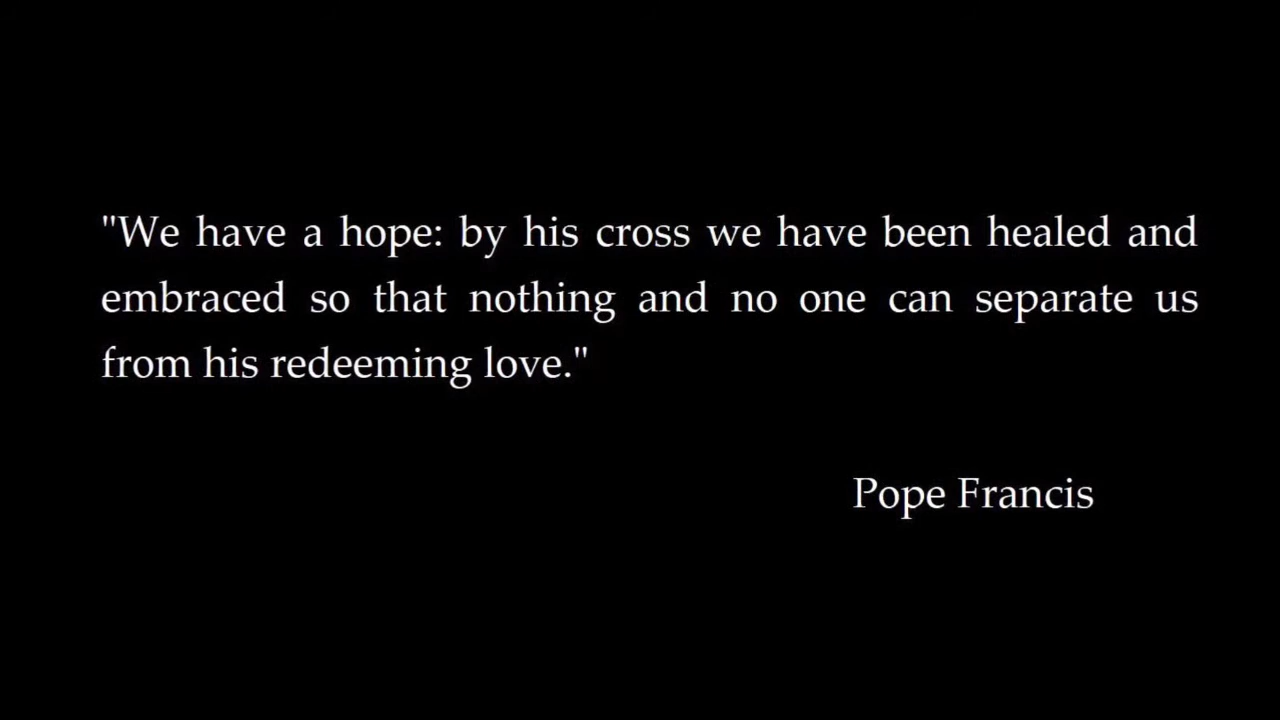 "We have a hope: by his cross we have been healed and
embraced so that nothing and no one can separate us
from his redeeming love."
Pope Francis